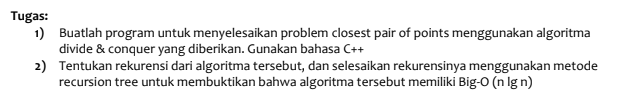 Tugas:
1) Buatlah program untuk menyelesaikan problem closest pair of points menggunakan algoritma
divide & conquer yang diberikan. Gunakan bahasa C++
2) Tentukan rekurensi dari algoritma tersebut, dan selesaikan rekurensinya menggunakan metode
recursion tree untuk membuktikan bahwa algoritma tersebut memiliki Big-O (n lg n)